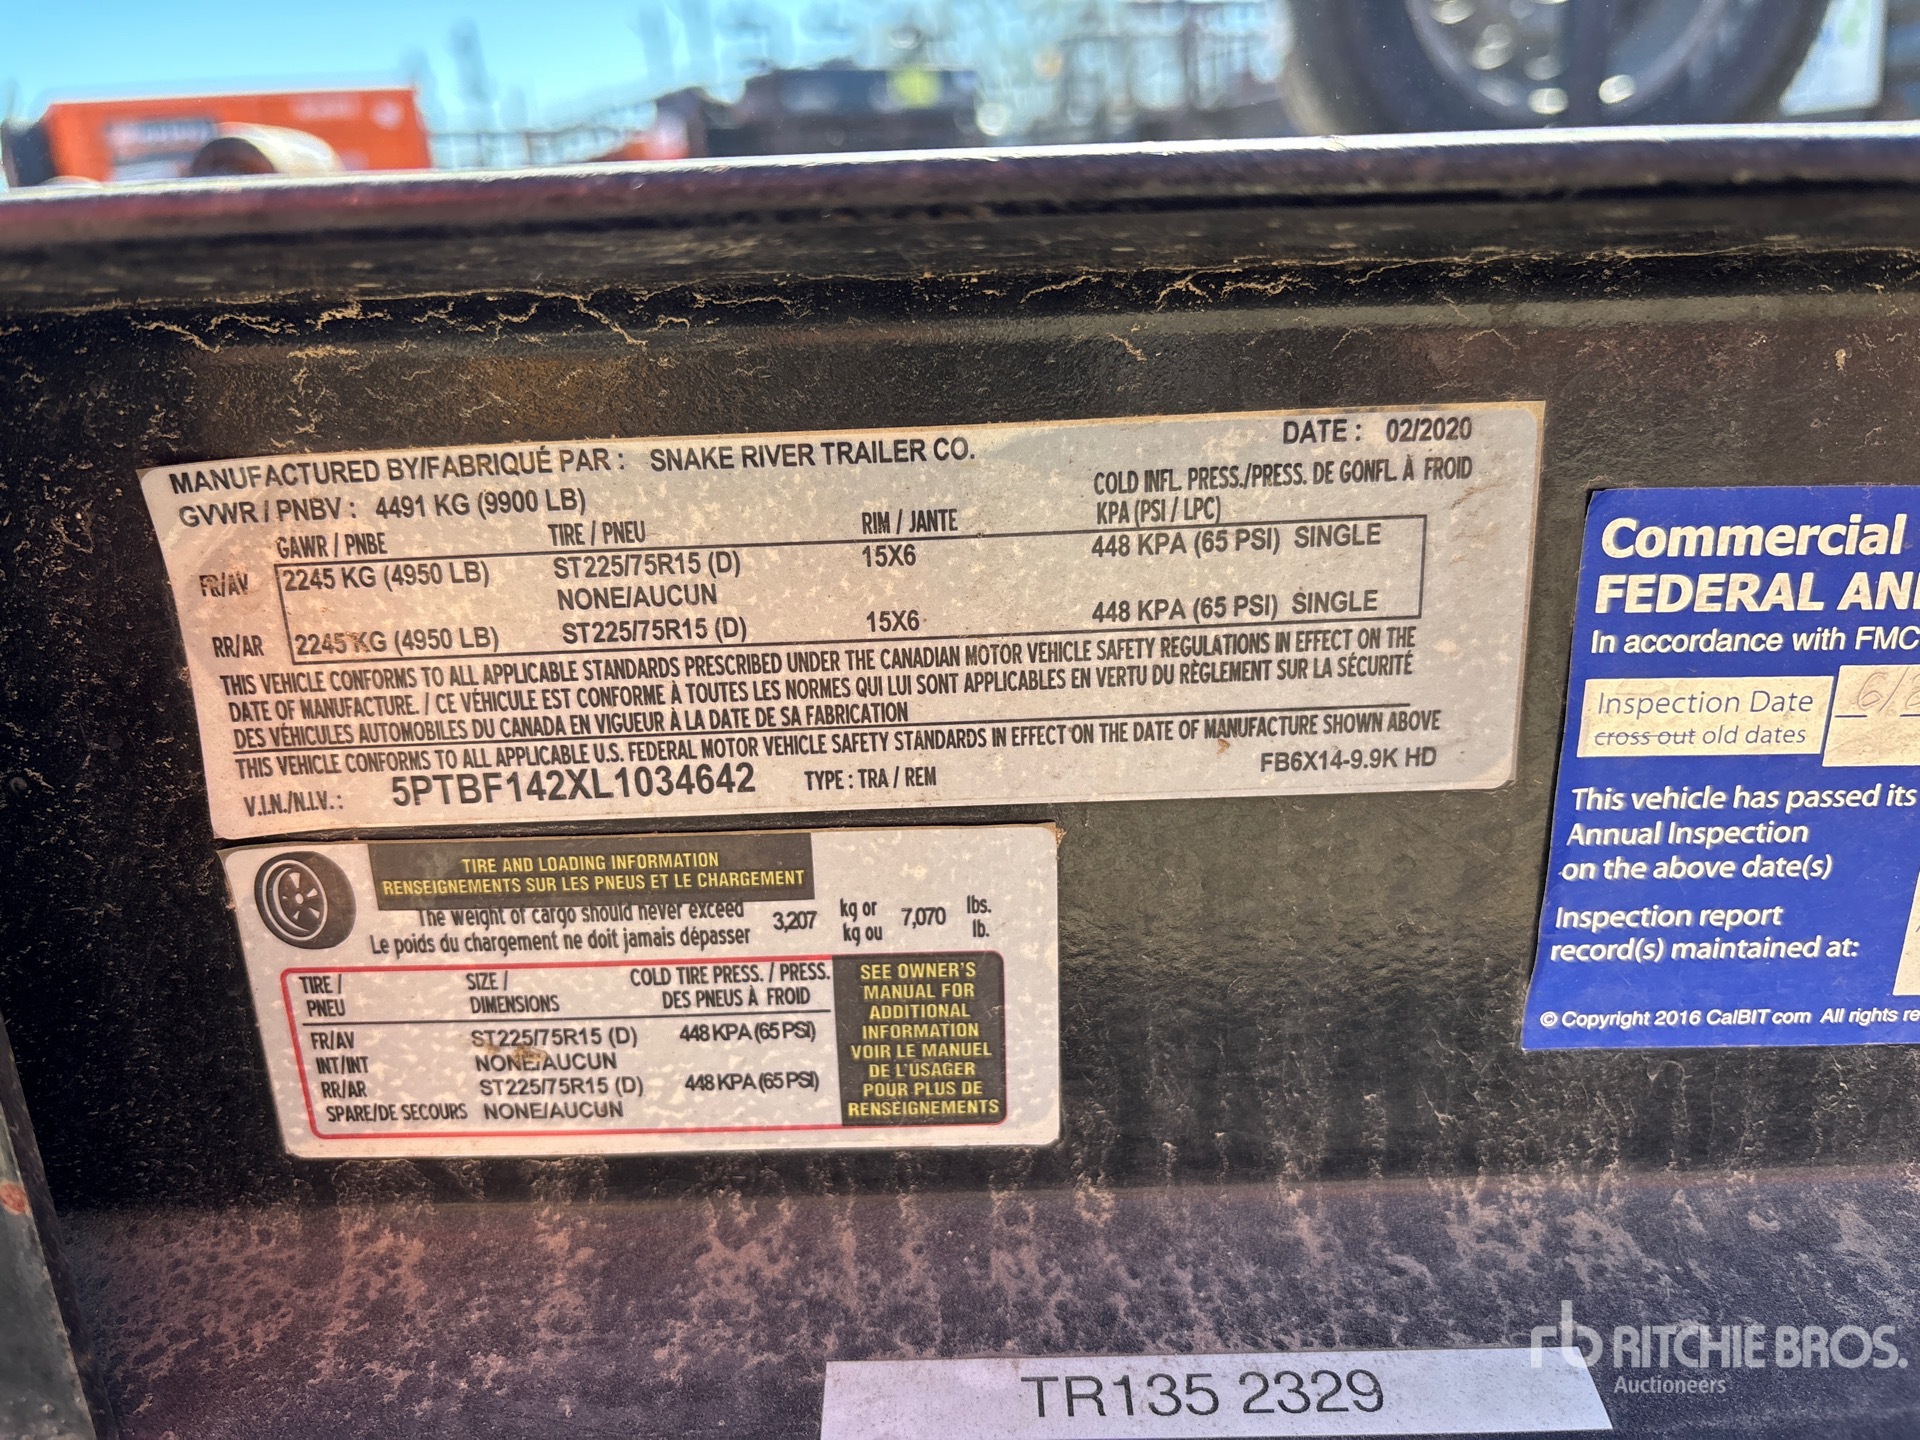 MANUFACTURED BY/FABRIQUÉ PAR : SNAKE RIVER TRAILER CO. DATE : 02/2020
GVWR / PNBV : 4491 KG (9900 LB) COLD INFL. PRESS./PRESS. DE GONFL. À FROID
GAWR / PNBE TIRE / PNEU RIM / JANTE KPA (PSI / LPC)
FR/AV 2245 KG (4950 LB) ST225/75R15 (D) 15X6 448 KPA (65 PSI) SINGLE
NONE/AUCUN
RR/AR 2245 KG (4950 LB) ST225/75R15 (D) 15X6 448 KPA (65 PSI) SINGLE
THIS VEHICLE CONFORMS TO ALL APPLICABLE STANDARDS PRESCRIBED UNDER THE CANADIAN MOTOR VEHICLE SAFETY REGULATIONS IN EFFECT ON THE
DATE OF MANUFACTURE. / CE VÉHICULE EST CONFORME À TOUTES LES NORMES QUI LUI SONT APPLICABLES EN VERTU DU RÈGLEMENT SUR LA SÉCURITÉ
DES VÉHICULES AUTOMOBILES DU CANADA EN VIGUEUR À LA DATE DE SA FABRICATION
THIS VEHICLE CONFORMS TO ALL APPLICABLE U.S. FEDERAL MOTOR VEHICLE SAFETY STANDARDS IN EFFECT ON THE DATE OF MANUFACTURE SHOWN ABOVE
V.I.N./N.I.V.: 5PTBF142XL1034642 TYPE : TRA / REM FB6X14-9.9K HD
TIRE AND LOADING INFORMATION
RENSEIGNEMENTS SUR LES PNEUS ET LE CHARGEMENT
The weight of cargo should never exceed 3,207 kg or 7,070 lbs.
Le poids du chargement ne doit jamais dépasser kg ou lb.
TIRE / SIZE / COLD TIRE PRESS. / PRESS.
PNEU DIMENSIONS DES PNEUS À FROID
FR/AV ST225/75R15 (D) 448 KPA (65 PSI)
INT/INT NONE/AUCUN
RR/AR ST225/75R15 (D) 448 KPA (65 PSI)
SPARE/DE SECOURS NONE/AUCUN
SEE OWNER'S
MANUAL FOR
ADDITIONAL
INFORMATION
VOIR LE MANUEL
DE L'USAGER
POUR PLUS DE
RENSEIGNEMENTS
Commercial
FEDERAL AN
In accordance with FMC
Inspection Date 6/
cross out old dates
This vehicle has passed its
Annual Inspection
on the above date(s)
Inspection report
record(s) maintained at:
© Copyright 2016 CalBIT.com All rights re
TR135 2329
rb RITCHIE BROS.
Auctioneers